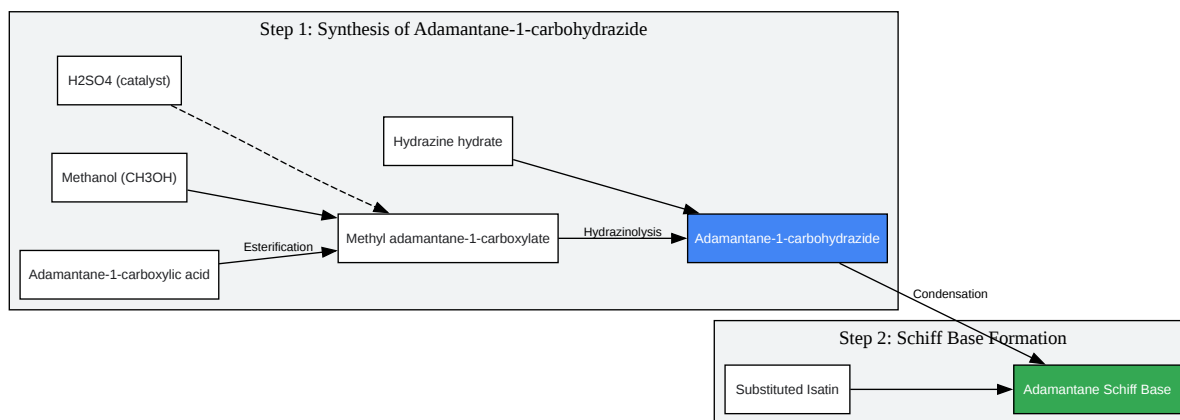 Step 1: Synthesis of Adamantane-1-carbohydrazide
H2SO4 (catalyst)
Hydrazine hydrate
Methanol (CH3OH)
Methyl adamantane-1-carboxylate
Hydrazinolysis
Adamantane-1-carbohydrazide
Esterification
Adamantane-1-carboxylic acid
Condensation
Step 2: Schiff Base Formation
Substituted Isatin
Adamantane Schiff Base